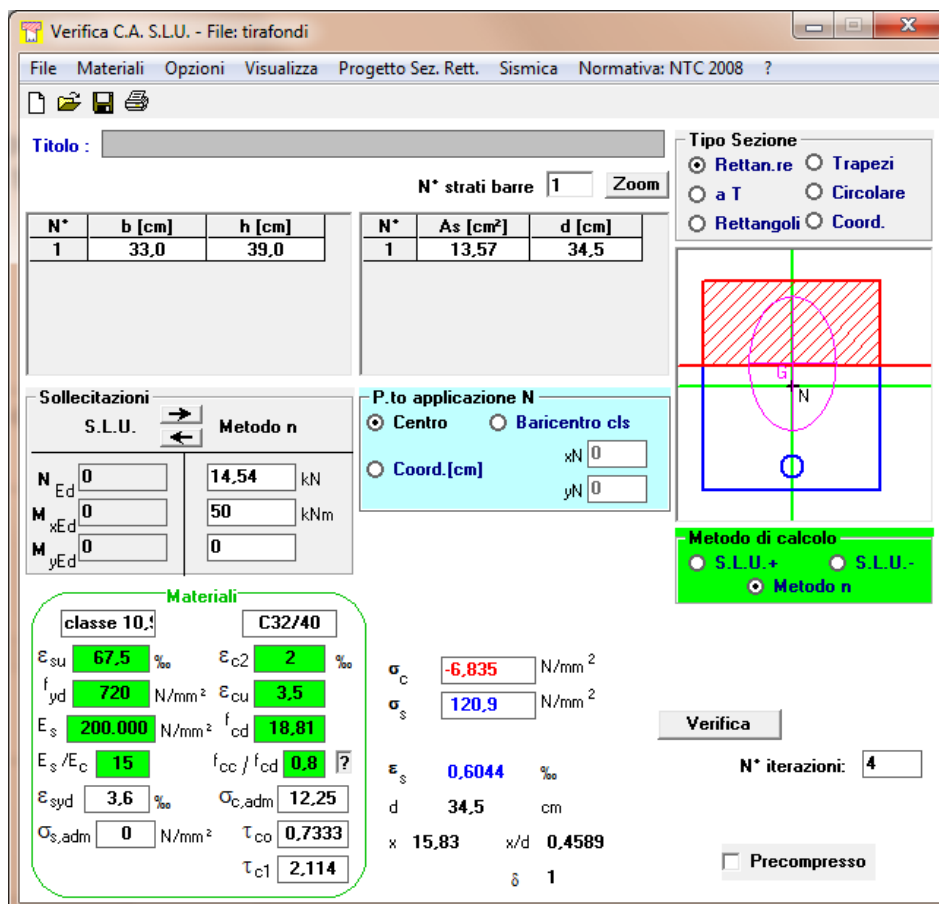 Verifica C.A. S.L.U. - File: tirafondi
File Materiali Opzioni Visualizza Progetto Sez. Rett. Sismica Normativa: NTC 2008 ?
Titolo :
N* strati barre 1 Zoom
N* b [cm] h [cm]
1 33,0 39,0
N* As [cm²] d [cm]
1 13,57 34,5
Tipo Sezione
Rettan.re Trapezi
a T Circolare
Rettangoli Coord.
G
N
Sollecitazioni
S.L.U. Metodo n
N Ed 0 14,54 kN
M xEd 0 50 kNm
M yEd 0 0
P.to applicazione N
Centro Baricentro cls
Coord.[cm] xN 0
yN 0
Metodo di calcolo
S.L.U.+ S.L.U.-
Metodo n
Materiali
classe 10,9 C32/40
εsu 67,5 ‰ εc2 2 ‰
fyd 720 N/mm² εcu 3,5
Es 200.000 N/mm² fcd 18,81
Es/Ec 15 fcc / fcd 0,8 ?
εsyd 3,6 ‰ σc,adm 12,25
σs,adm 0 N/mm² τco 0,7333
τc1 2,114
σc -6,835 N/mm²
σs 120,9 N/mm²
εs 0,6044 ‰
d 34,5 cm
x 15,83 x/d 0,4589
δ 1
Verifica
N* iterazioni: 4
Precompresso